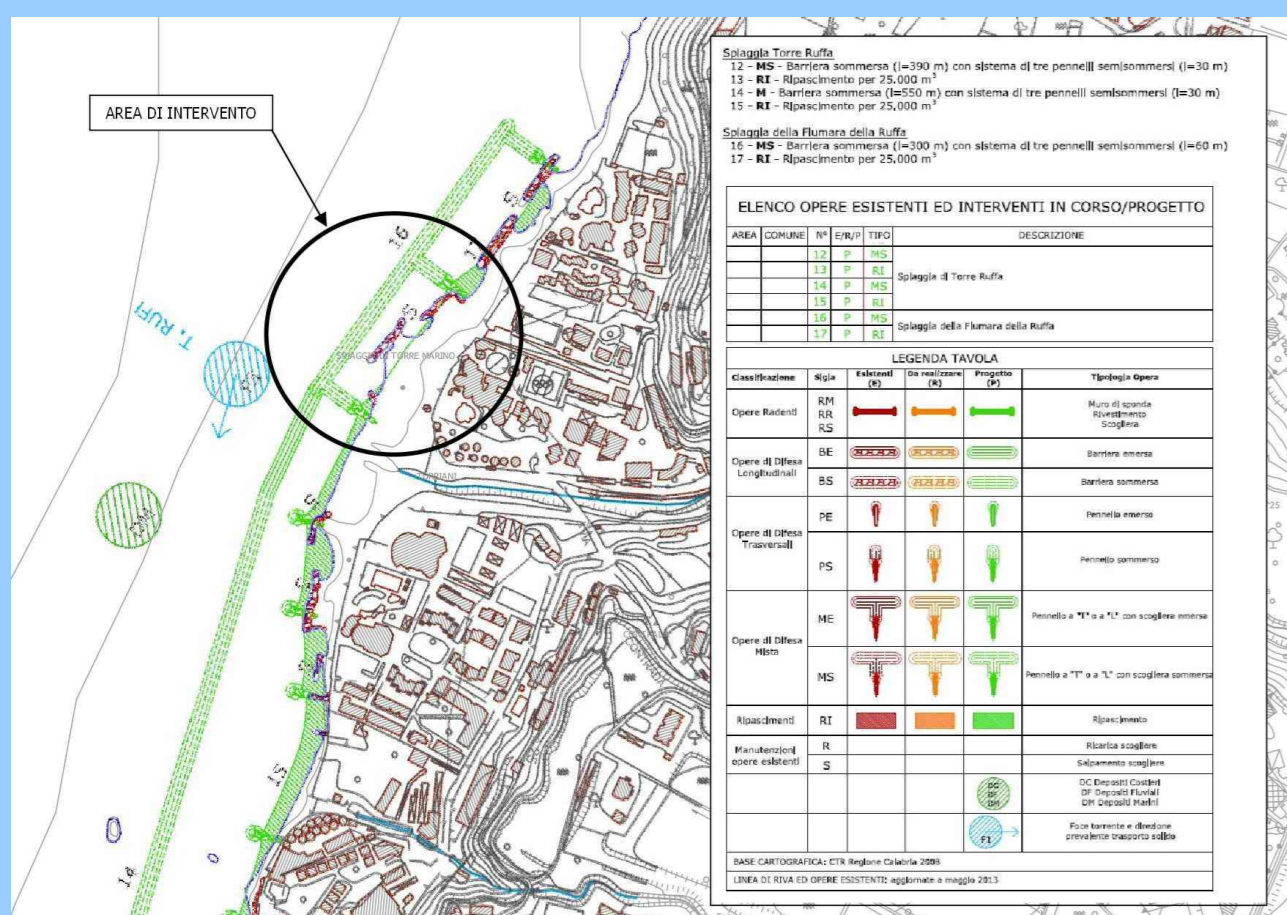 AREA DI INTERVENTO
T. RUFFI
SPIAGGIA DI TORRE MARINO
16
14
15
Spiaggia Torre Ruffa
12 - MS - Barriera sommersa (l=390 m) con sistema di tre pennelli semisommersi (l=30 m)
13 - RI - Ripascimento per 25.000 m³
14 - M - Barriera sommersa (l=550 m) con sistema di tre pennelli semisommersi (l=30 m)
15 - RI - Ripascimento per 25.000 m³
Spiaggia della Fiumara della Ruffa
16 - MS - Barriera sommersa (l=300 m) con sistema di tre pennelli semisommersi (l=60 m)
17 - RI - Ripascimento per 25.000 m³
ELENCO OPERE ESISTENTI ED INTERVENTI IN CORSO/PROGETTO
AREA COMUNE N° E/R/P TIPO DESCRIZIONE
12 P MS
13 P RI
Spiaggia di Torre Ruffa
14 P MS
15 P RI
16 P MS
Spiaggia della Fiumara della Ruffa
17 P RI
LEGENDA TAVOLA
Classificazione Sigla Esistenti (E) Da realizzare (R) Progetto (P) Tipologia Opera
Opere Radenti
RM
RR
RS
Muro di sponda
Rivestimento
Scogliera
Opere di Difesa
Longitudinali
BE Barriera emersa
BS Barriera sommersa
Opere di Difesa
Trasversali
PE Pennello emerso
PS Pennello sommerso
Opere di Difesa
Mista
ME Pennello a "T" o a "L" con scogliera emersa
MS Pennello a "T" o a "L" con scogliera sommersa
Ripascimenti RI Ripascimento
Manutenzioni
opere esistenti
R Ricarica scogliere
S Salpamento scogliere
DC
DF
DM
DC Depositi Costieri
DF Depositi Fluviali
DM Depositi Marini
F1
Foce torrente e direzione
prevalente trasporto solido
BASE CARTOGRAFICA: CTR Regione Calabria 2008
LINEA DI RIVA ED OPERE ESISTENTI: aggiornate a maggio 2013